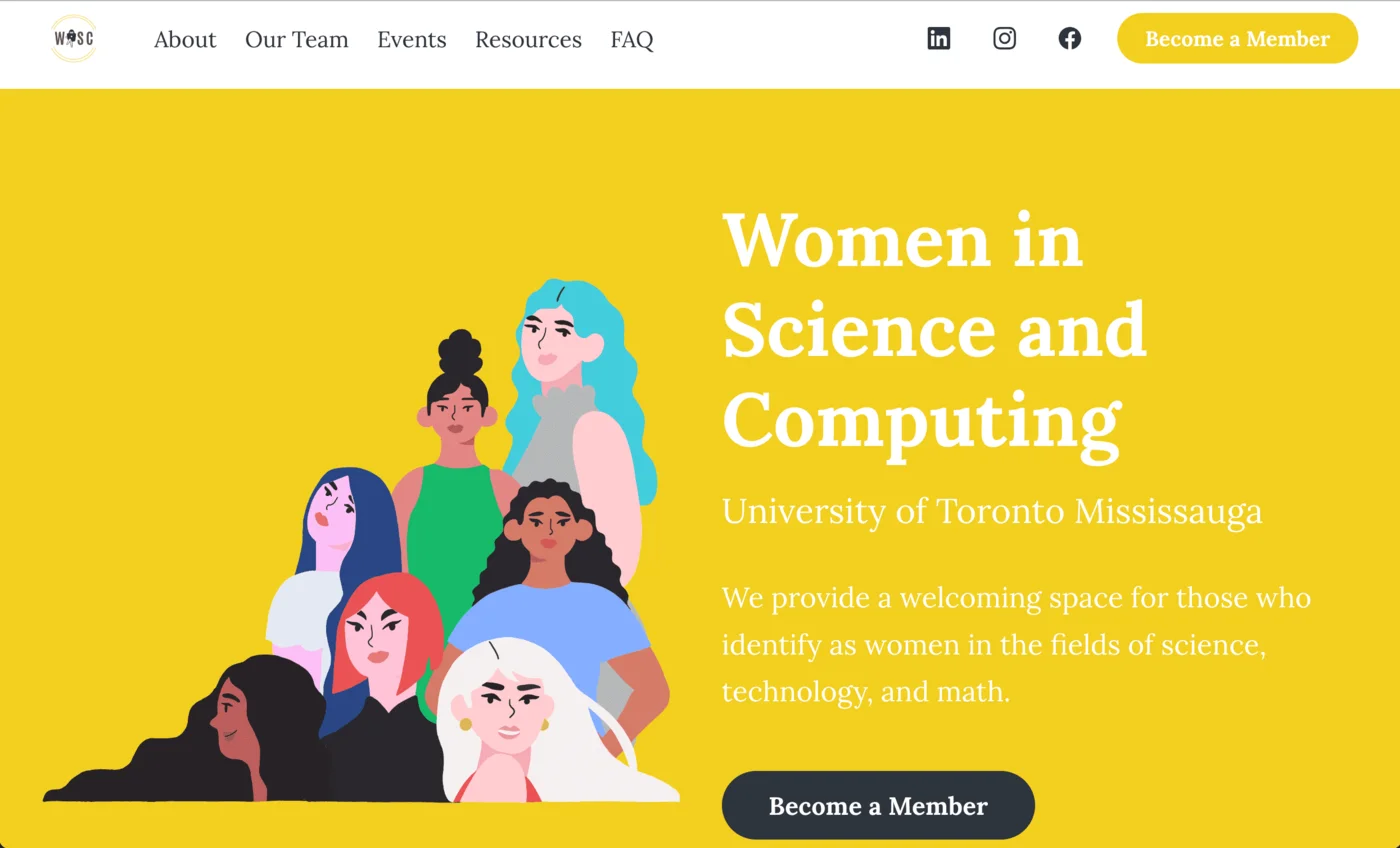 WiSC
About Our Team Events Resources FAQ
Become a Member
Women in
Science and
Computing
University of Toronto Mississauga
We provide a welcoming space for those who
identify as women in the fields of science,
technology, and math.
Become a Member